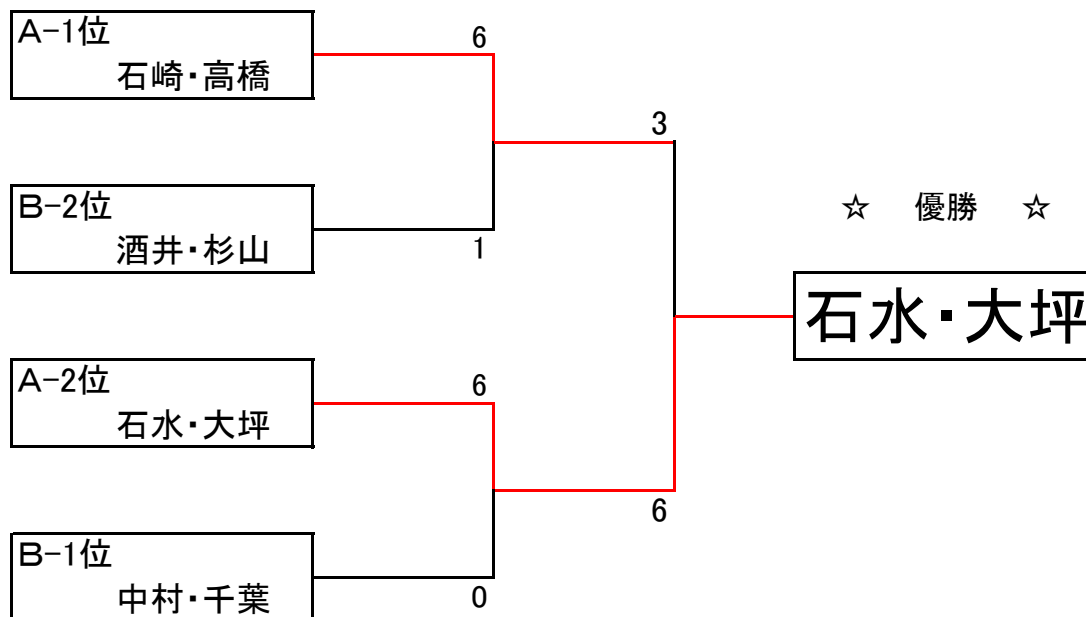 A-1位
石崎・高橋
6
3
B-2位
酒井・杉山
1
☆ 優勝 ☆
石水・大坪
A-2位
石水・大坪
6
6
B-1位
中村・千葉
0